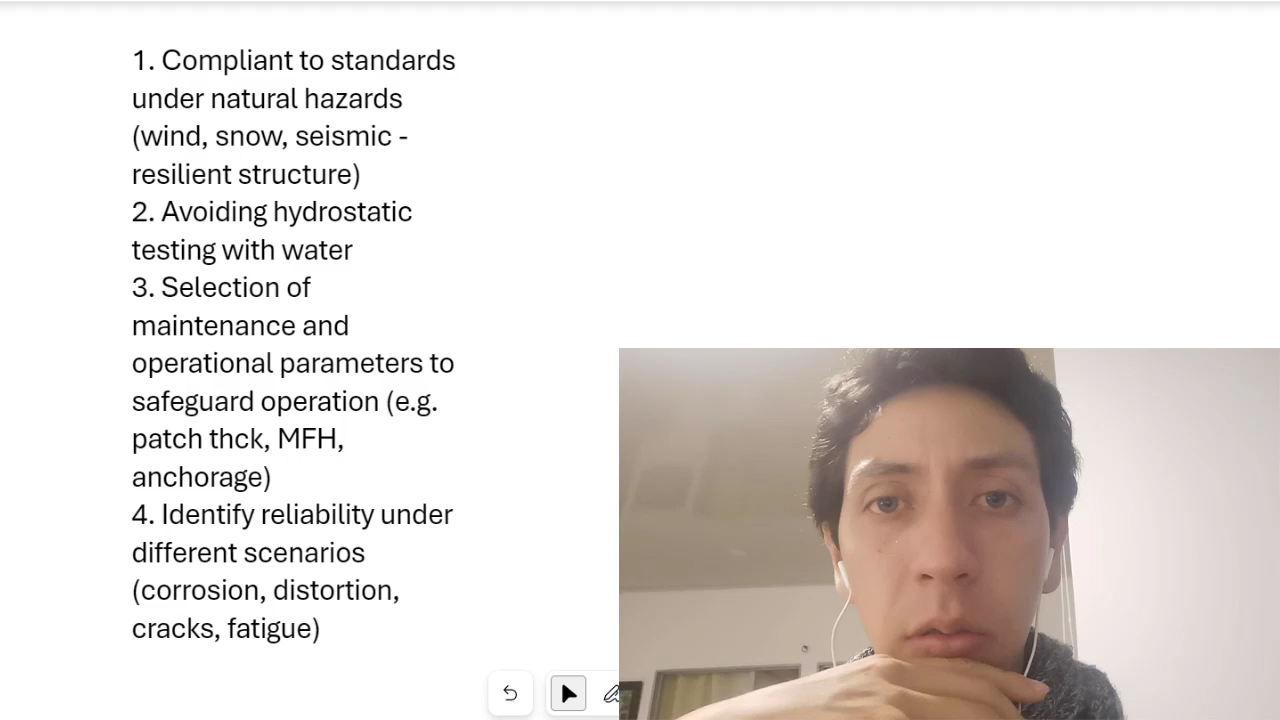 1. Compliant to standards
under natural hazards
(wind, snow, seismic -
resilient structure)
2. Avoiding hydrostatic
testing with water
3. Selection of
maintenance and
operational parameters to
safeguard operation (e.g.
patch thck, MFH,
anchorage)
4. Identify reliability under
different scenarios
(corrosion, distortion,
cracks, fatigue)